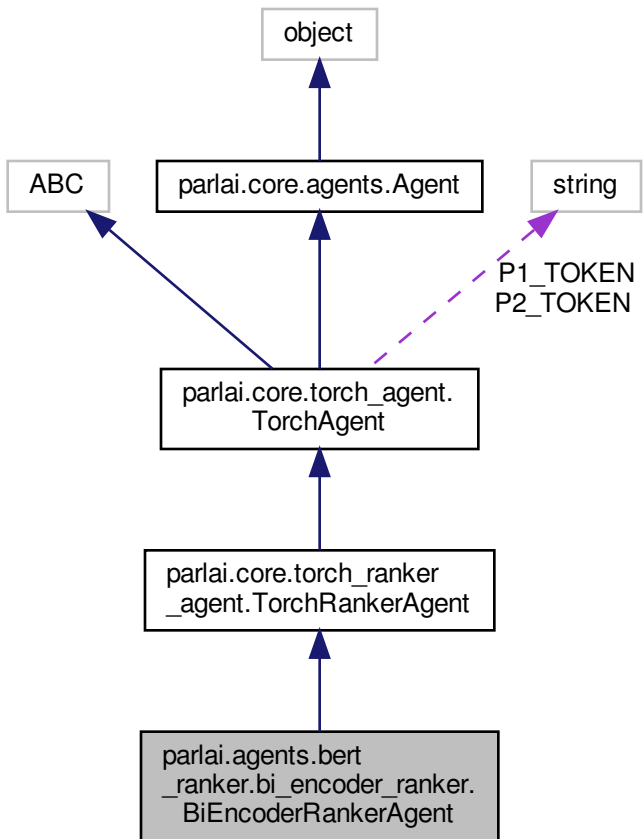 object
ABC
parlai.core.agents.Agent
string
P1_TOKEN
P2_TOKEN
parlai.core.torch_agent.
TorchAgent
parlai.core.torch_ranker
_agent.TorchRankerAgent
parlai.agents.bert
_ranker.bi_encoder_ranker.
BiEncoderRankerAgent